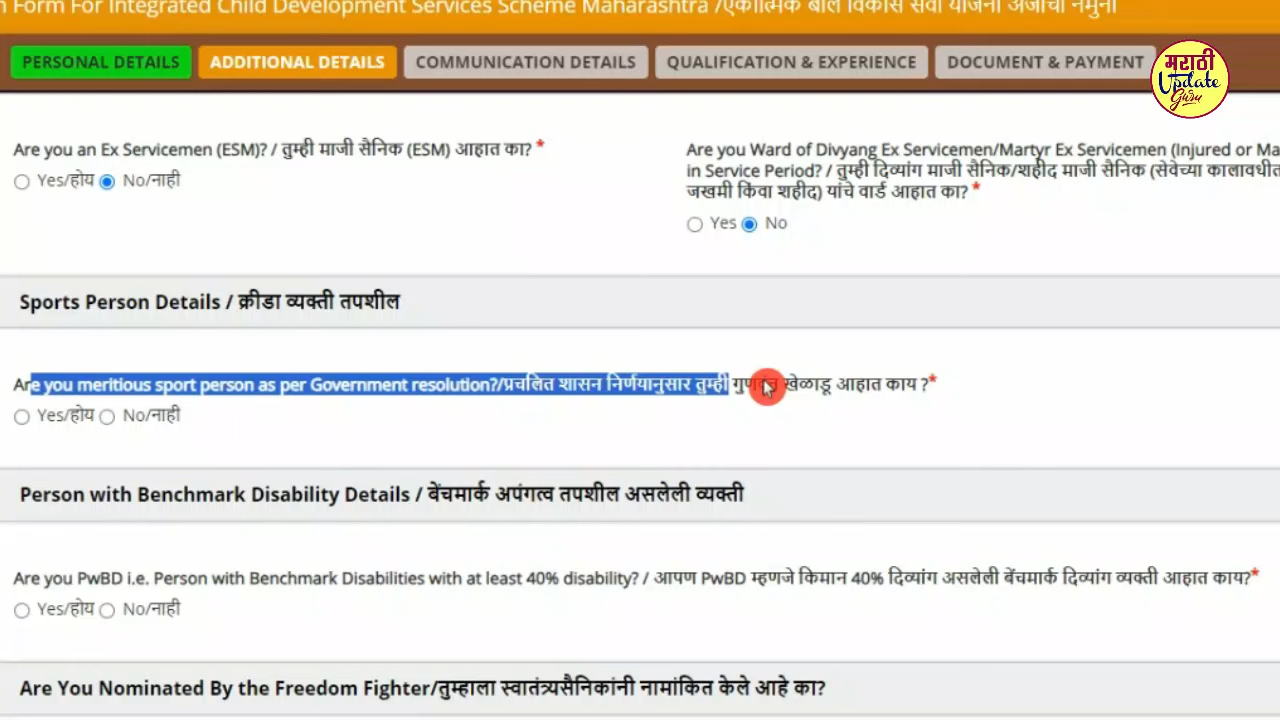 Form For Integrated Child Development Services Scheme Maharashtra /एकात्मिक बाल विकास सेवा योजना अर्जाचा नमुना
PERSONAL DETAILS ADDITIONAL DETAILS COMMUNICATION DETAILS QUALIFICATION & EXPERIENCE DOCUMENT & PAYMENT
मराठी
Update
Guru
Are you an Ex Servicemen (ESM)? / तुम्ही माजी सैनिक (ESM) आहात का? *
Yes/होय No/नाही
Are you Ward of Divyang Ex Servicemen/Martyr Ex Servicemen (Injured or Ma
in Service Period? / तुम्ही दिव्यांग माजी सैनिक/शहीद माजी सैनिक (सेवेच्या कालावधीत
जखमी किंवा शहीद) यांचे वार्ड आहात का? *
Yes No
Sports Person Details / क्रीडा व्यक्ती तपशील
Are you meritious sport person as per Government resolution?/प्रचलित शासन निर्णयानुसार तुम्ही गुणवंत खेळाडू आहात काय ?*
Yes/होय No/नाही
Person with Benchmark Disability Details / बेंचमार्क अपंगत्व तपशील असलेली व्यक्ती
Are you PwBD i.e. Person with Benchmark Disabilities with at least 40% disability? / आपण PwBD म्हणजे किमान 40% दिव्यांग असलेली बेंचमार्क दिव्यांग व्यक्ती आहात काय?*
Yes/होय No/नाही
Are You Nominated By the Freedom Fighter/तुम्हाला स्वातंत्र्यसैनिकांनी नामांकित केले आहे का?